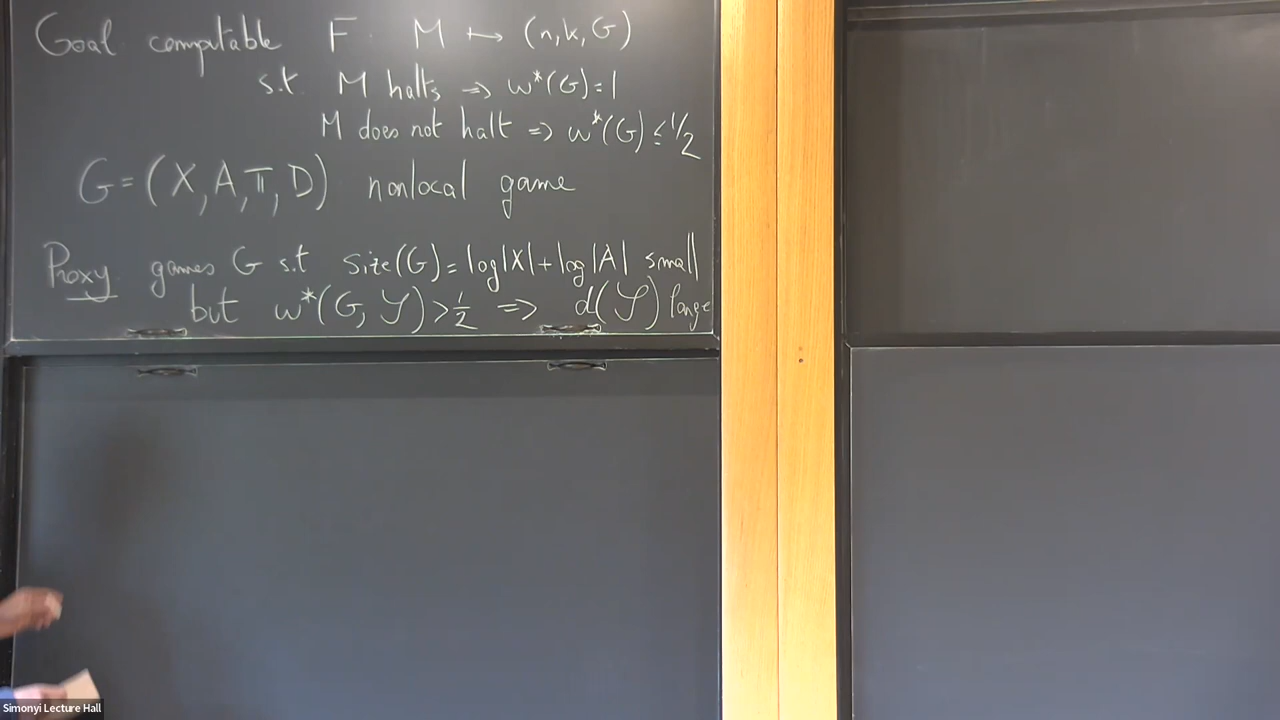 Goal computable F: M ↦ (n,k,G)
s.t. M halts ⇒ ω*(G)=1
M does not halt ⇒ ω*(G) ≤ 1/2
G = (X, A, π, D) nonlocal game
Proxy games G s.t size(G) = log|X| + log|A| small
but ω*(G, 𝒮) > 1/2 ⇒ d(𝒮) large
Simonyi Lecture Hall